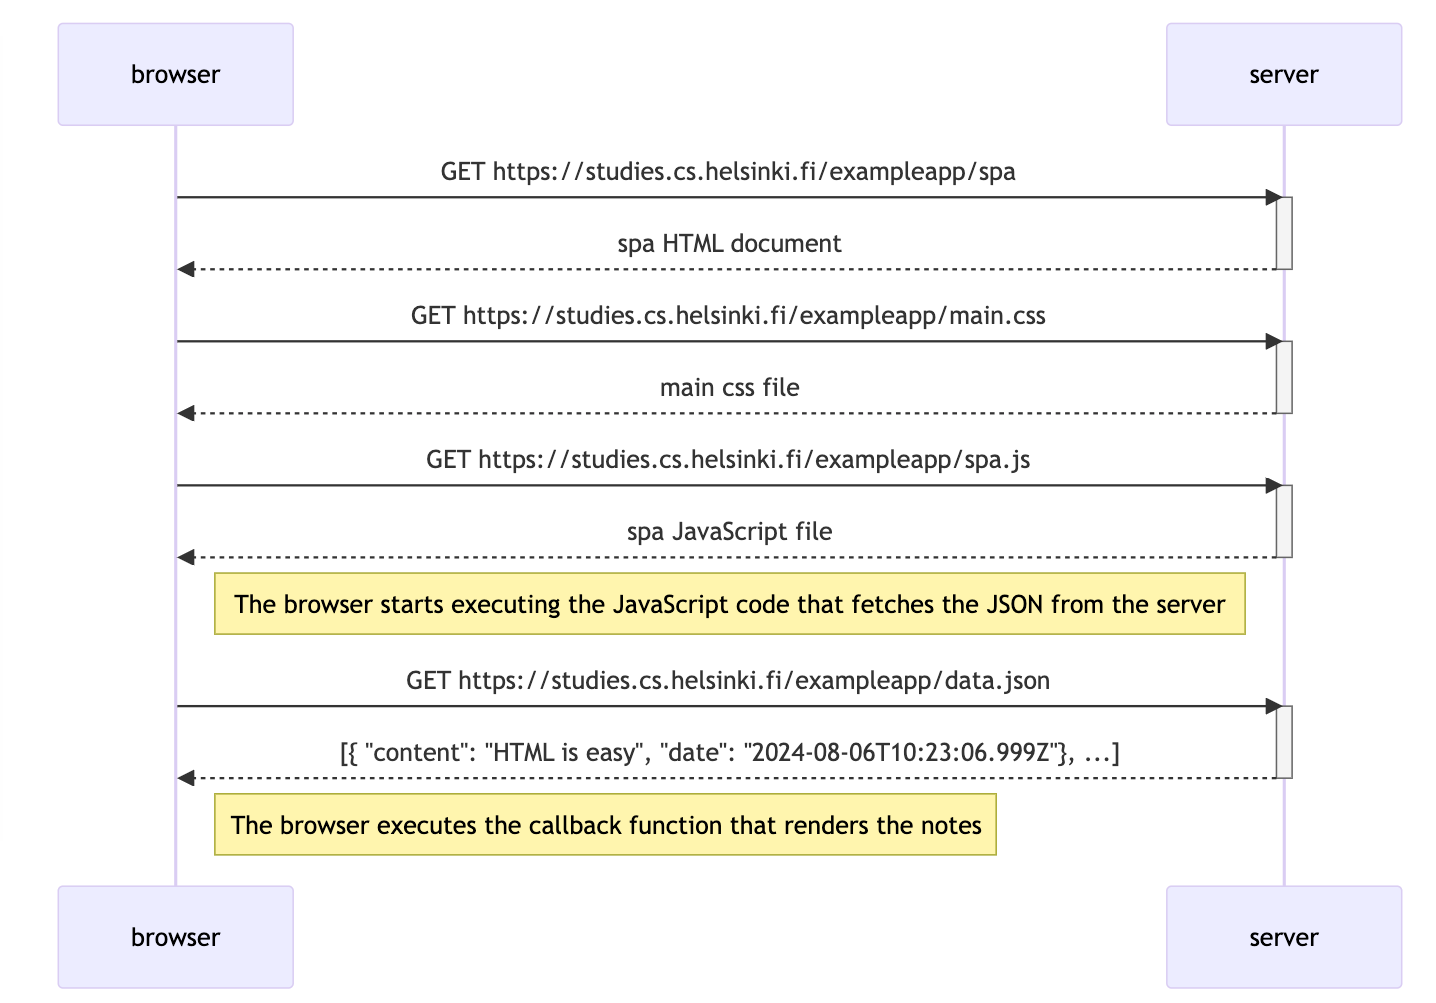 browser
server
GET https://studies.cs.helsinki.fi/exampleapp/spa
spa HTML document
GET https://studies.cs.helsinki.fi/exampleapp/main.css
main css file
GET https://studies.cs.helsinki.fi/exampleapp/spa.js
spa JavaScript file
The browser starts executing the JavaScript code that fetches the JSON from the server
GET https://studies.cs.helsinki.fi/exampleapp/data.json
[{ "content": "HTML is easy", "date": "2024-08-06T10:23:06.999Z"}, ...]
The browser executes the callback function that renders the notes
browser
server